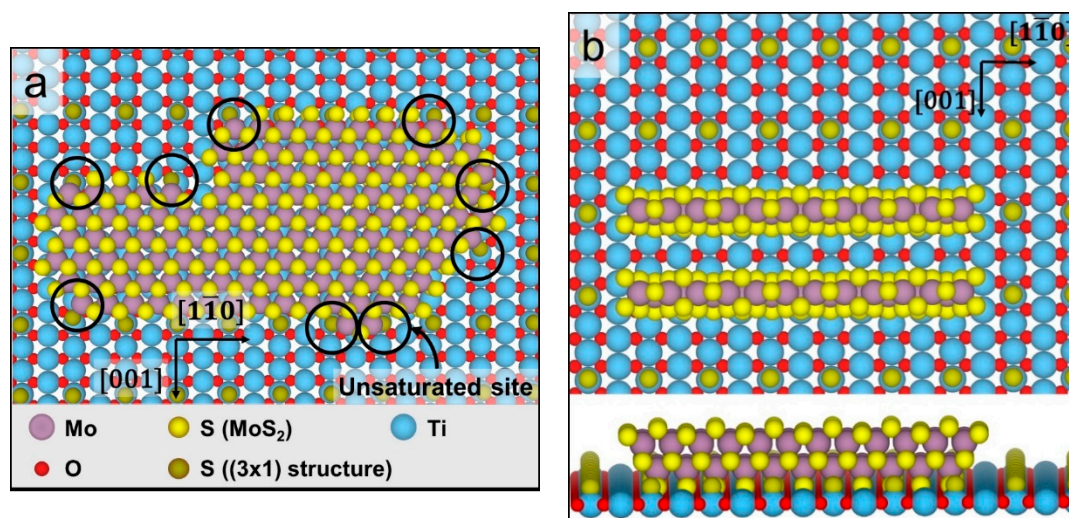 a
[11̄0]
[001]
Unsaturated site
Mo
S (MoS₂)
Ti
O
S ((3x1) structure)
b
[11̄0]
[001]